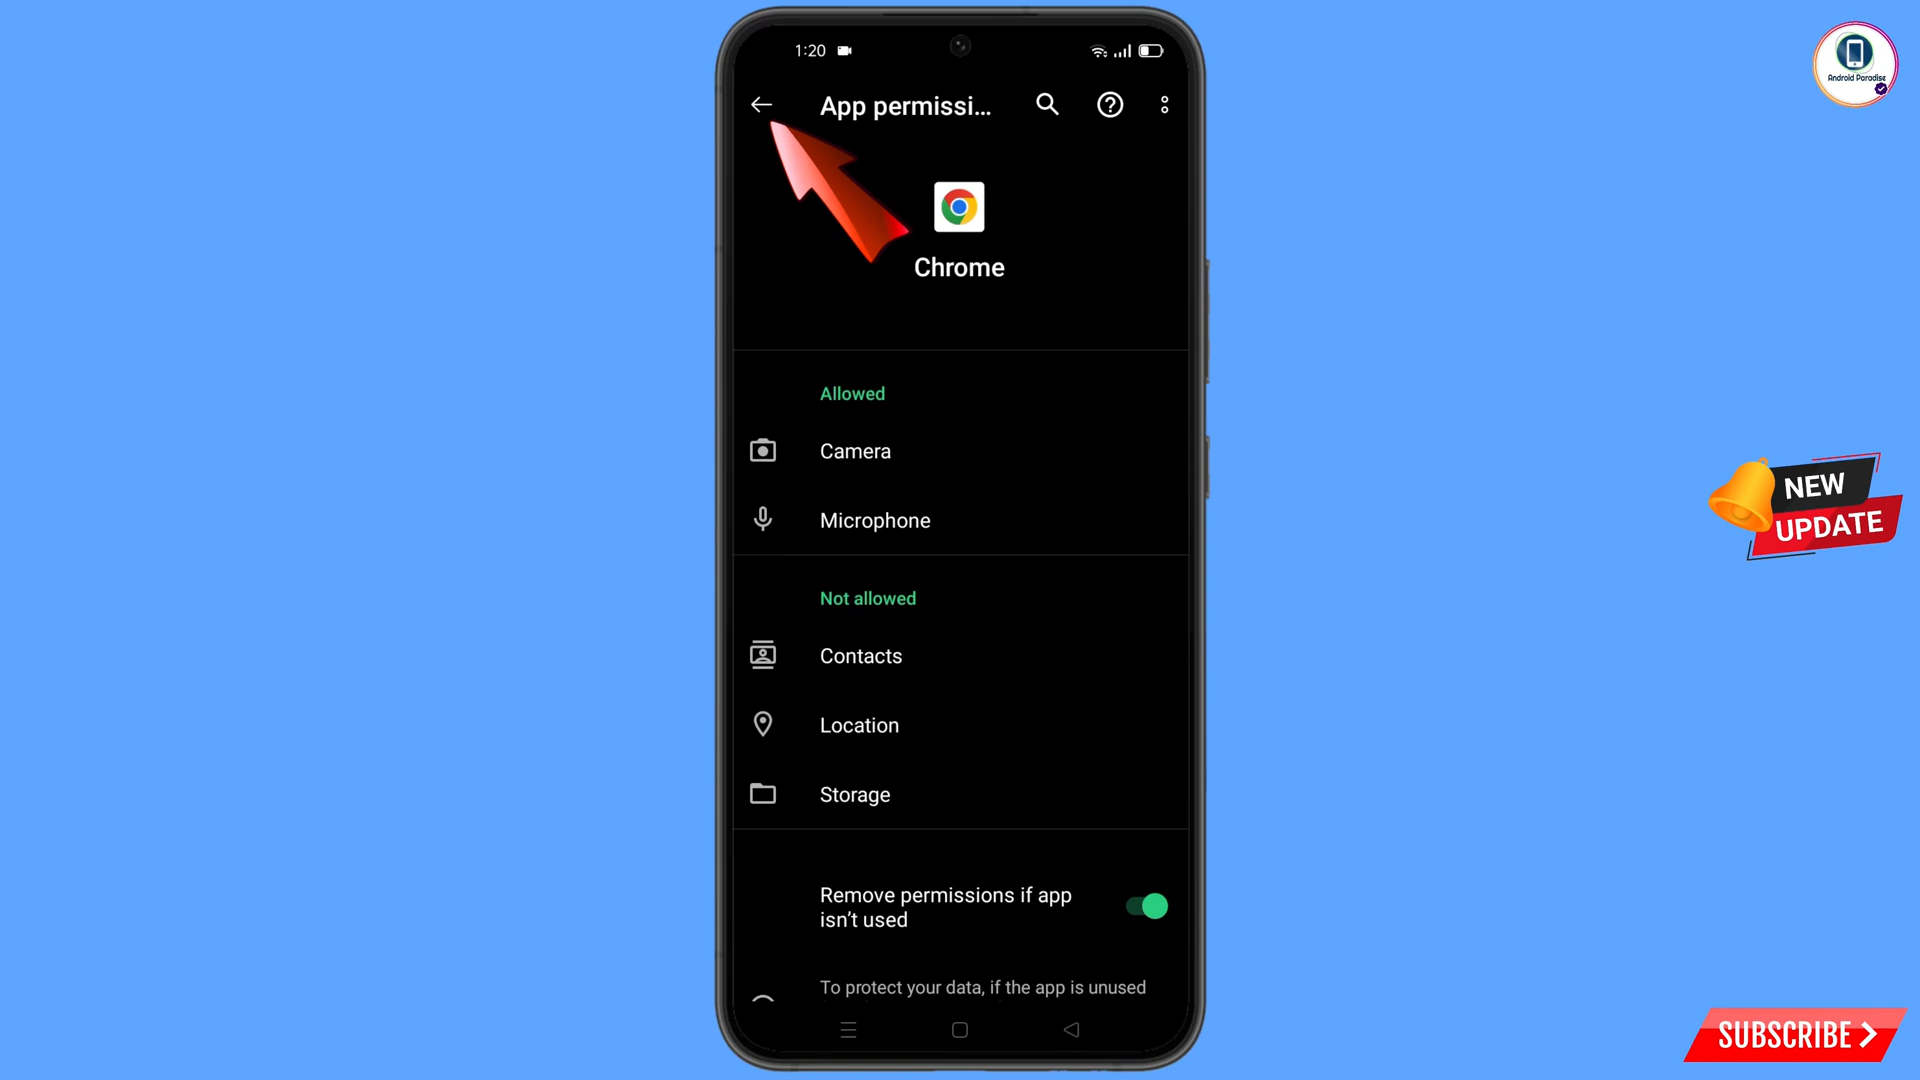 1:20
App permissi...
Android Paradise
Chrome
Allowed
Camera
Microphone
NEW
UPDATE
Not allowed
Contacts
Location
Storage
Remove permissions if app
isn't used
To protect your data, if the app is unused
SUBSCRIBE